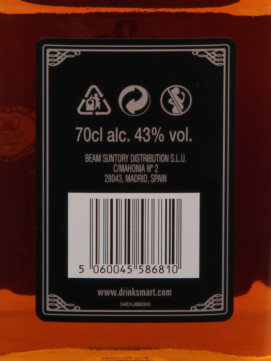 70cl alc. 43% vol.
BEAM SUNTORY DISTRIBUTION S.L.U.
C/MAHONIA Nº 2
28043, MADRID, SPAIN
5 060045 586810
www.drinksmart.com